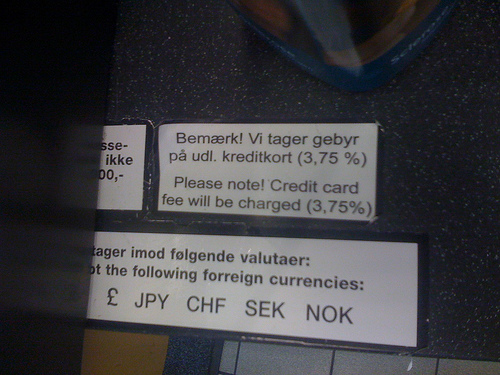 sse-
ikke
00,-
Bemærk! Vi tager gebyr
på udl. kreditkort (3,75 %)
Please note! Credit card
fee will be charged (3,75%)
tager imod følgende valutaer:
pt the following forreign currencies:
£ JPY CHF SEK NOK